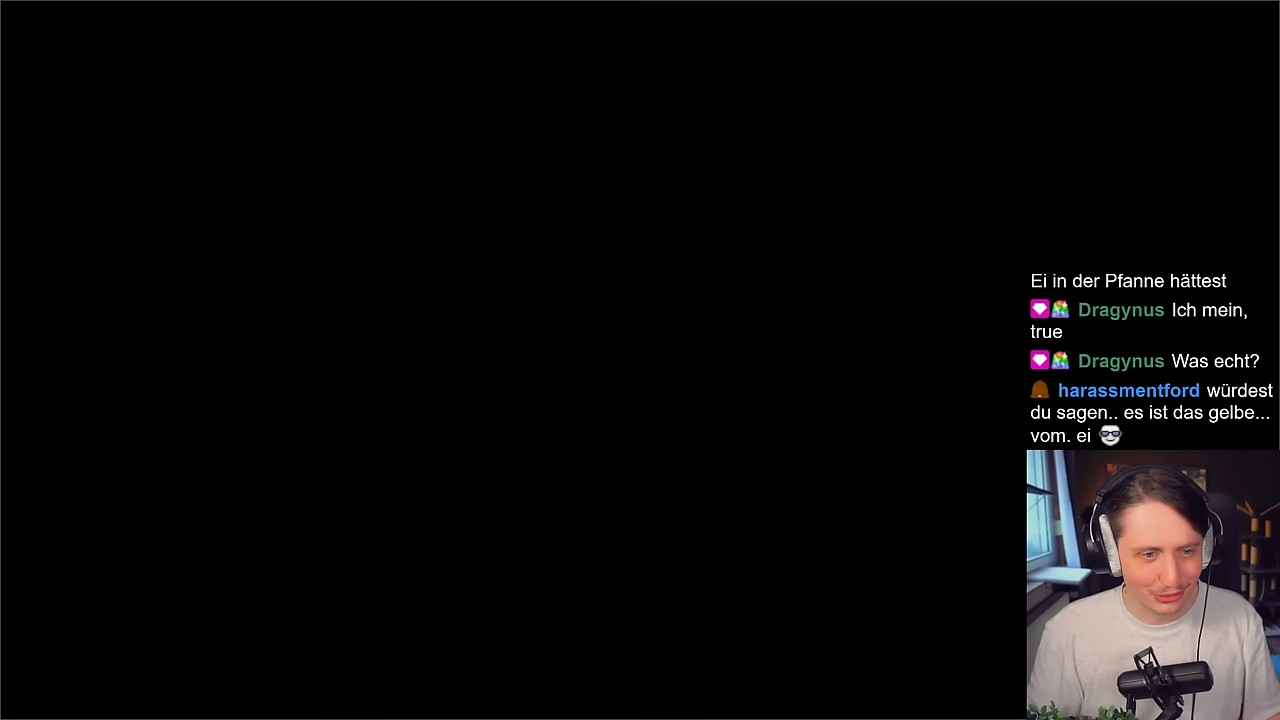 Ei in der Pfanne hättest
Dragynus Ich mein,
true
Dragynus Was echt?
harassmentford würdest
du sagen.. es ist das gelbe...
vom. ei